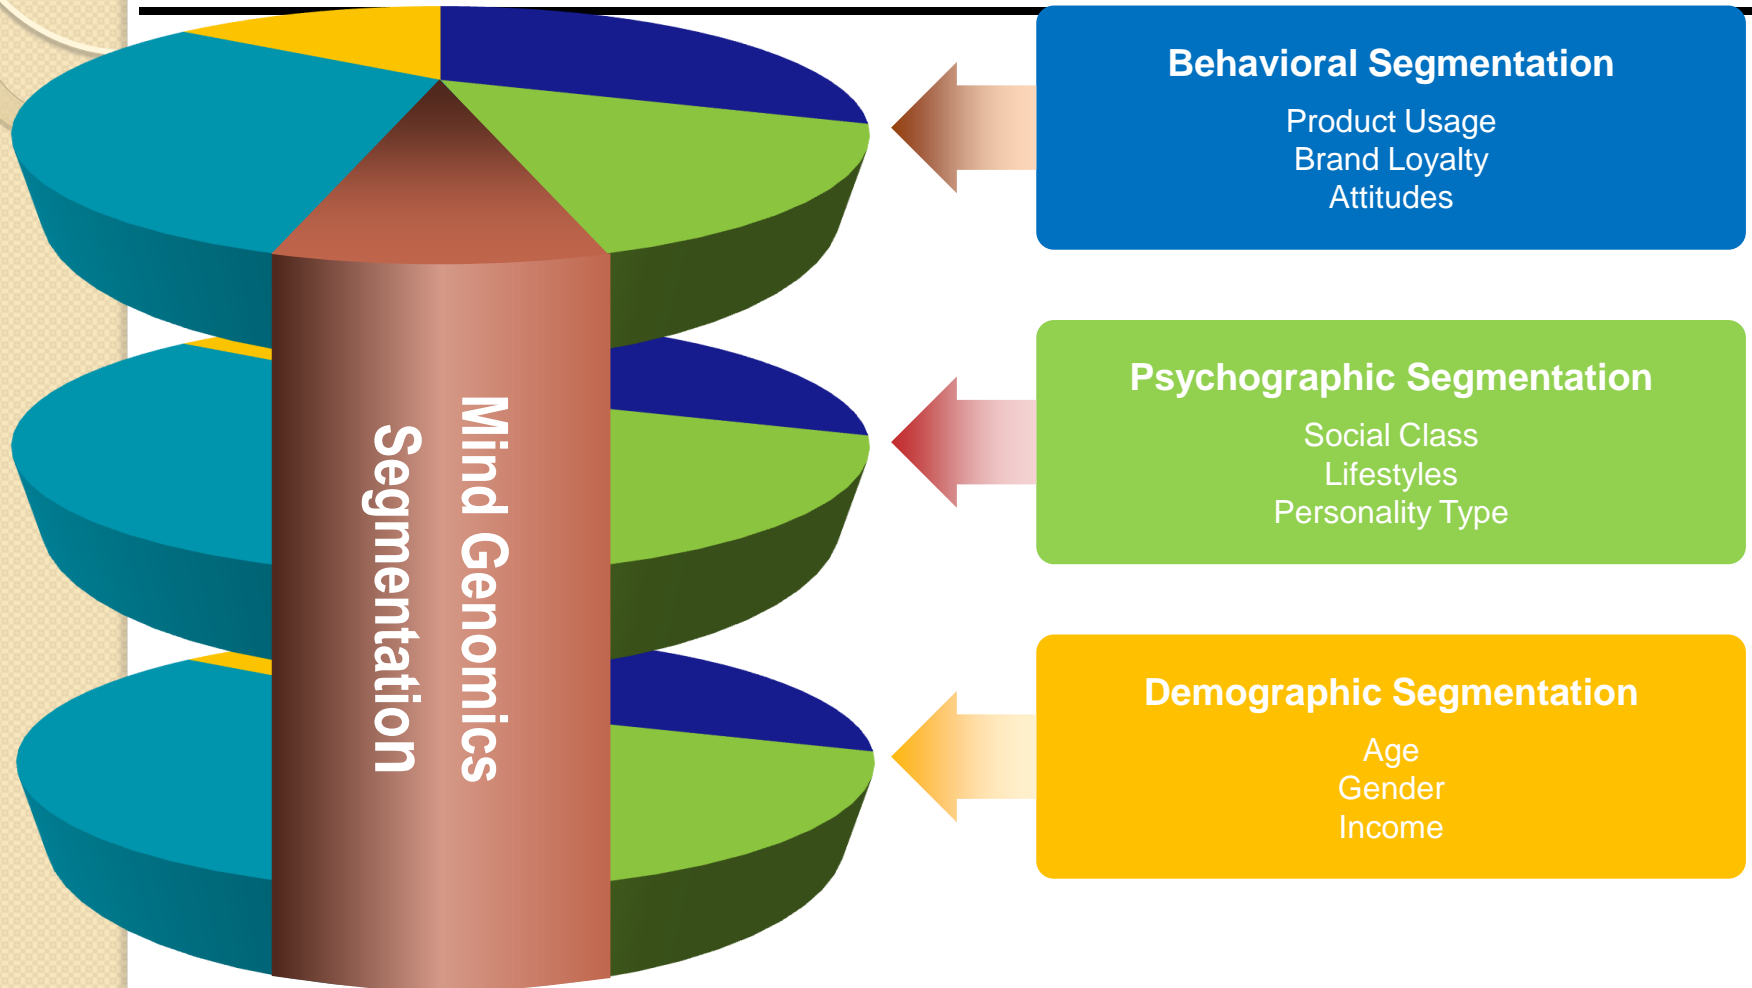 Mind Genomics
Segmentation
Behavioral Segmentation
Product Usage
Brand Loyalty
Attitudes
Psychographic Segmentation
Social Class
Lifestyles
Personality Type
Demographic Segmentation
Age
Gender
Income